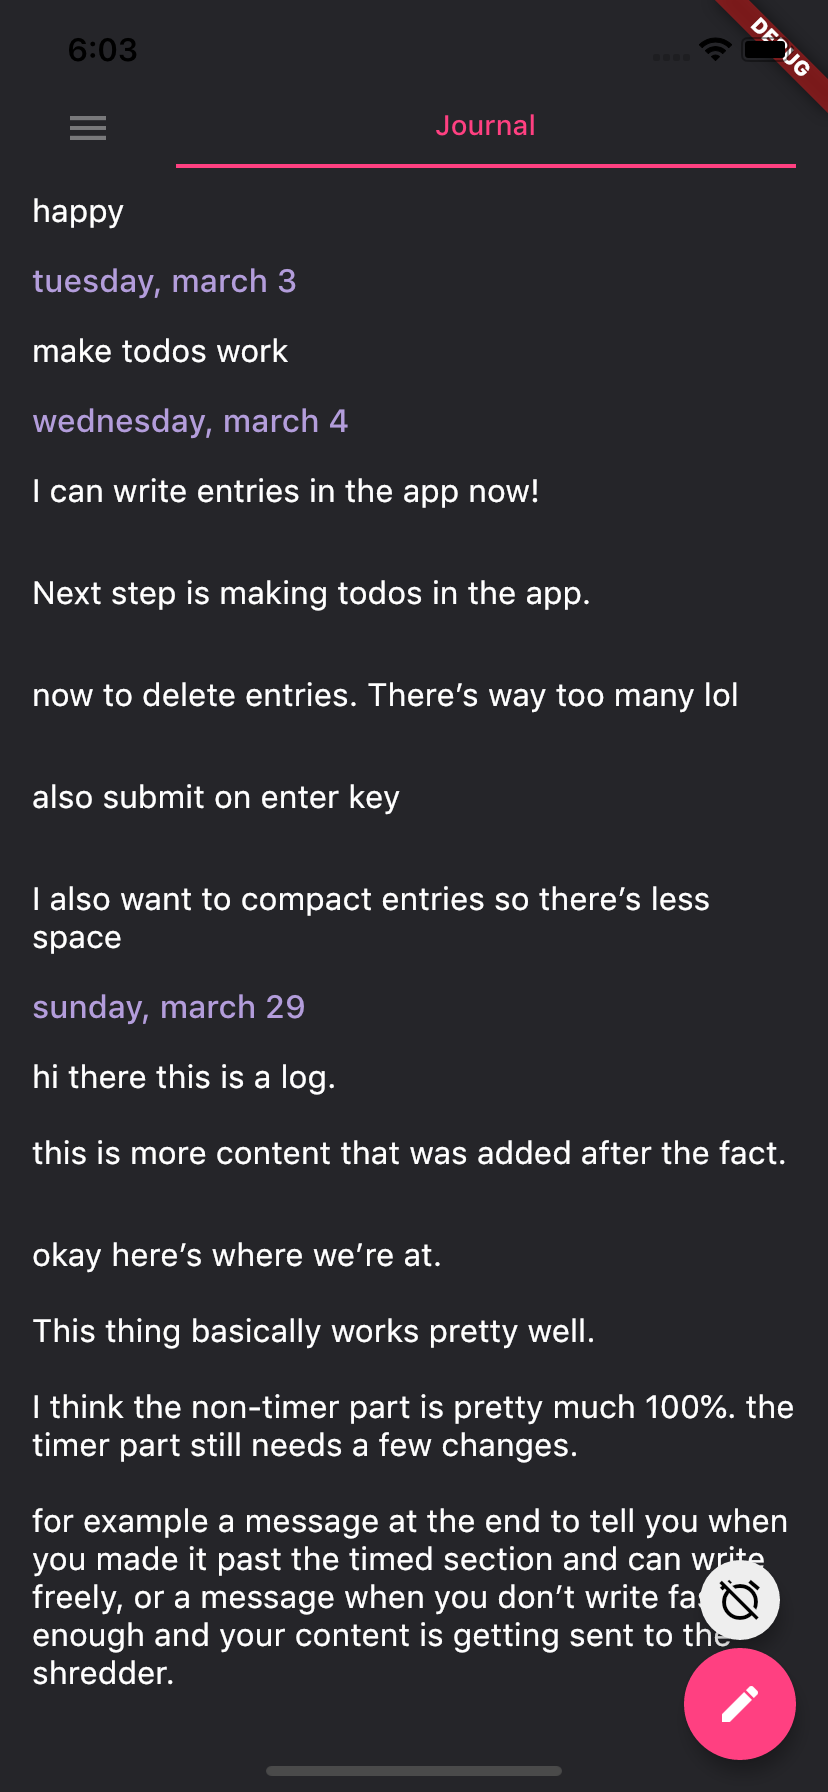 6:03
DEBUG
Journal
happy
tuesday, march 3
make todos work
wednesday, march 4
I can write entries in the app now!
Next step is making todos in the app.
now to delete entries. There’s way too many lol
also submit on enter key
I also want to compact entries so there’s less
space
sunday, march 29
hi there this is a log.
this is more content that was added after the fact.
okay here’s where we’re at.
This thing basically works pretty well.
I think the non-timer part is pretty much 100%. the
timer part still needs a few changes.
for example a message at the end to tell you when
you made it past the timed section and can write
freely, or a message when you don’t write fast
enough and your content is getting sent to the
shredder.